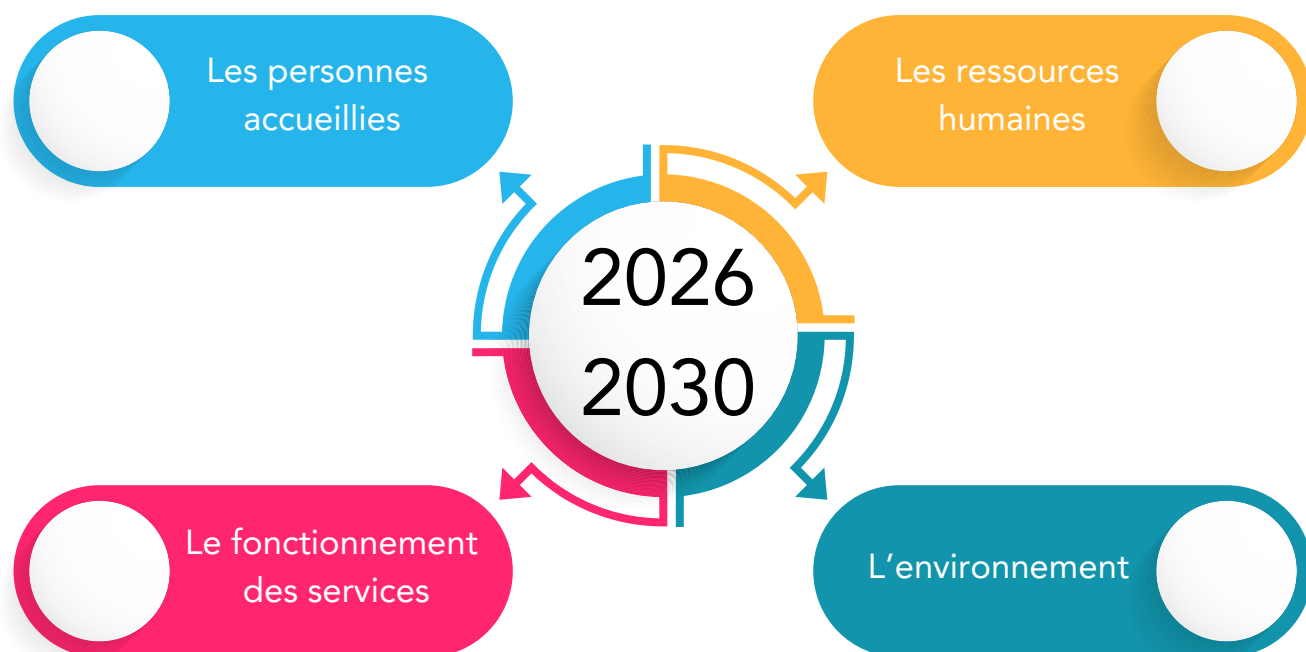 Les personnes
accueillies
Les ressources
humaines
2026
2030
Le fonctionnement
des services
L’environnement